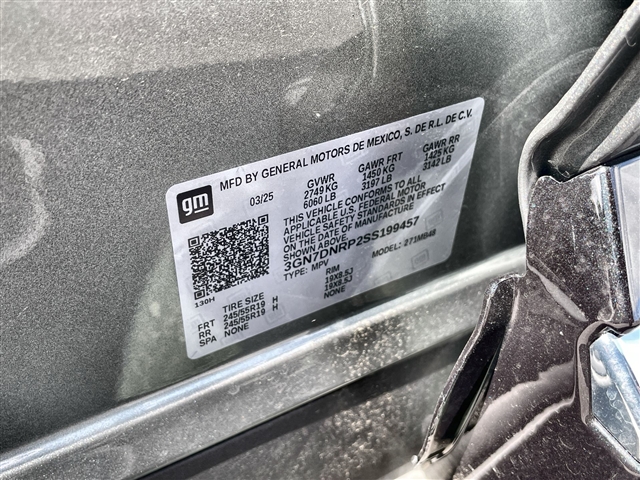 gm
MFD BY GENERAL MOTORS DE MEXICO, S. DE R.L. DE C.V.
03/25 GVWR GAWR FRT GAWR RR
2749 KG 1450 KG 1425 KG
6060 LB 3197 LB 3142 LB
THIS VEHICLE CONFORMS TO ALL
APPLICABLE U.S. FEDERAL MOTOR
VEHICLE SAFETY STANDARDS IN EFFECT
ON THE DATE OF MANUFACTURE
3GN7DNRP2SS199457
TYPE: MPV MODEL: 271MB48
130H
TIRE SIZE RIM
FRT 245/55R19 H 19X8.5J
RR 245/55R19 H 19X8.5J
SPA NONE NONE